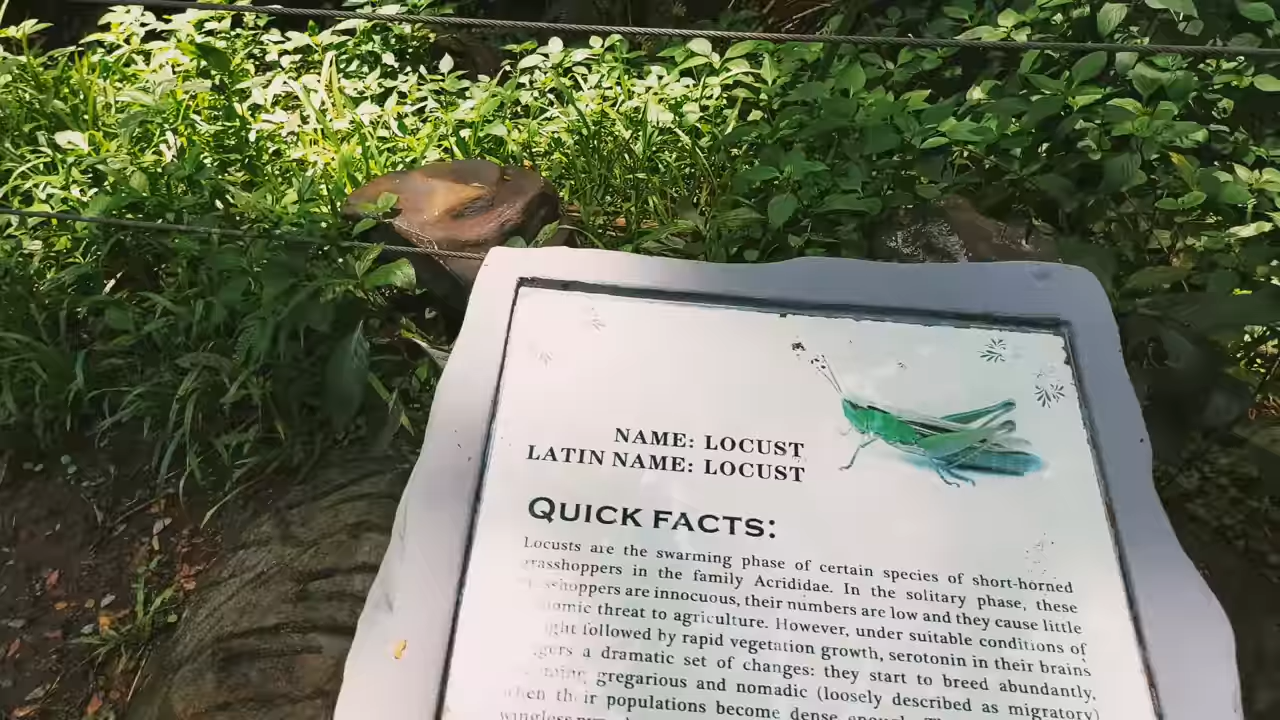 NAME: LOCUST
LATIN NAME: LOCUST
QUICK FACTS:
Locusts are the swarming phase of certain species of short-horned
grasshoppers in the family Acrididae. In the solitary phase, these
grasshoppers are innocuous, their numbers are low and they cause little
threat to agriculture. However, under suitable conditions of
followed by rapid vegetation growth, serotonin in their brains
a dramatic set of changes: they start to breed abundantly,
gregarious and nomadic (loosely described as migratory)
when their populations become dense enough.